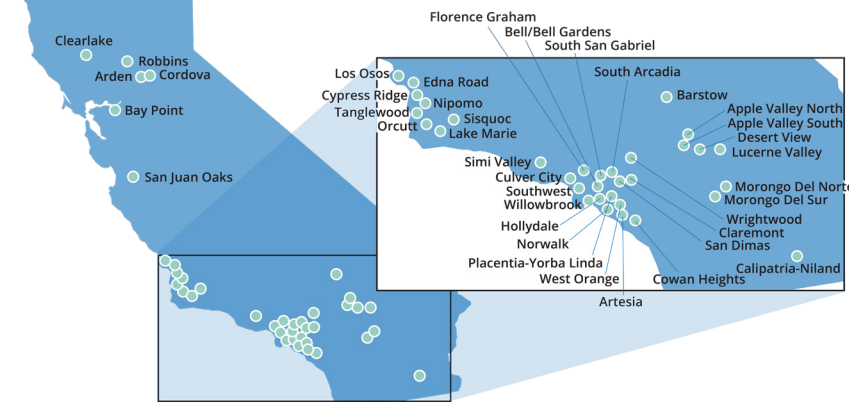 Clearlake
Robbins
Arden
Cordova
Bay Point
San Juan Oaks
Florence Graham
Bell/Bell Gardens
South San Gabriel
South Arcadia
Los Osos
Edna Road
Cypress Ridge
Nipomo
Tanglewood
Sisquoc
Orcutt
Lake Marie
Barstow
Apple Valley North
Apple Valley South
Desert View
Lucerne Valley
Simi Valley
Culver City
Southwest
Willowbrook
Morongo Del Norte
Morongo Del Sur
Hollydale
Norwalk
Wrightwood
Claremont
San Dimas
Placentia-Yorba Linda
West Orange
Cowan Heights
Calipatria-Niland
Artesia